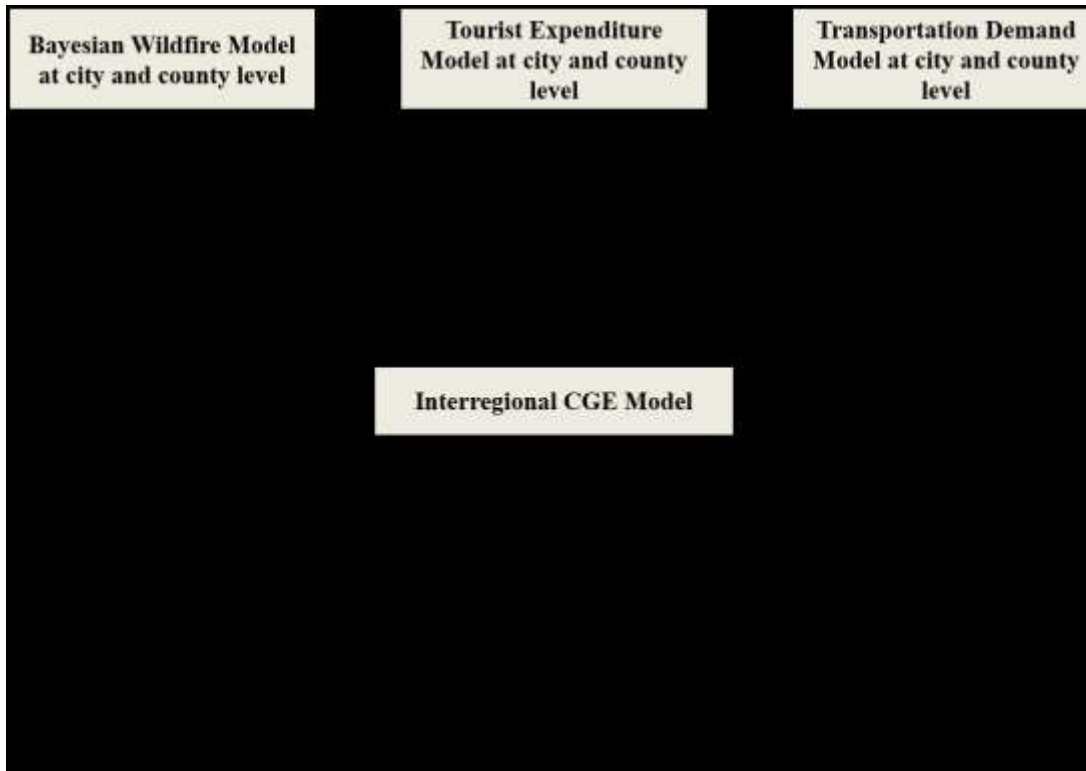 Bayesian Wildfire Model
at city and county level
Tourist Expenditure
Model at city and county
level
Transportation Demand
Model at city and county
level
Interregional CGE Model